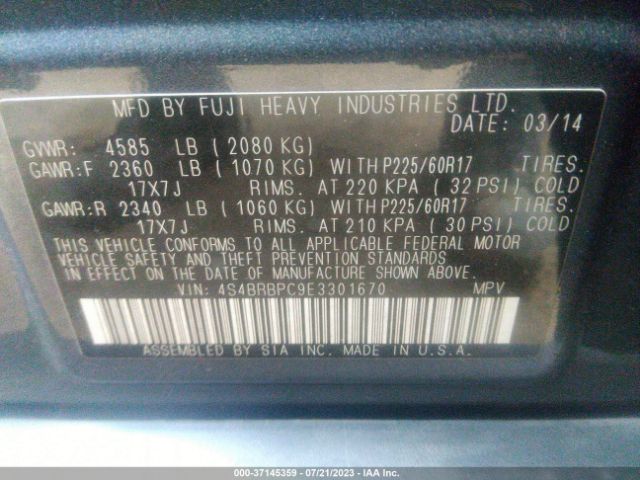 MFD BY FUJI HEAVY INDUSTRIES LTD.
DATE: 03/14
GVWR: 4585 LB ( 2080 KG)
GAWR:F 2360 LB ( 1070 KG) WITH P225/60R17 TIRES.
17X7J RIMS. AT 220 KPA ( 32 PSI) COLD
GAWR:R 2340 LB ( 1060 KG) WITH P225/60R17 TIRES.
17X7J RIMS. AT 210 KPA ( 30 PSI) COLD
THIS VEHICLE CONFORMS TO ALL APPLICABLE FEDERAL MOTOR
VEHICLE SAFETY AND THEFT PREVENTION STANDARDS
IN EFFECT ON THE DATE OF MANUFACTURE SHOWN ABOVE.
VIN: 4S4BRBPC9E3301670 MPV
ASSEMBLED BY SIA INC. MADE IN U.S.A.
000-37145359 - 07/21/2023 - IAAI.COM